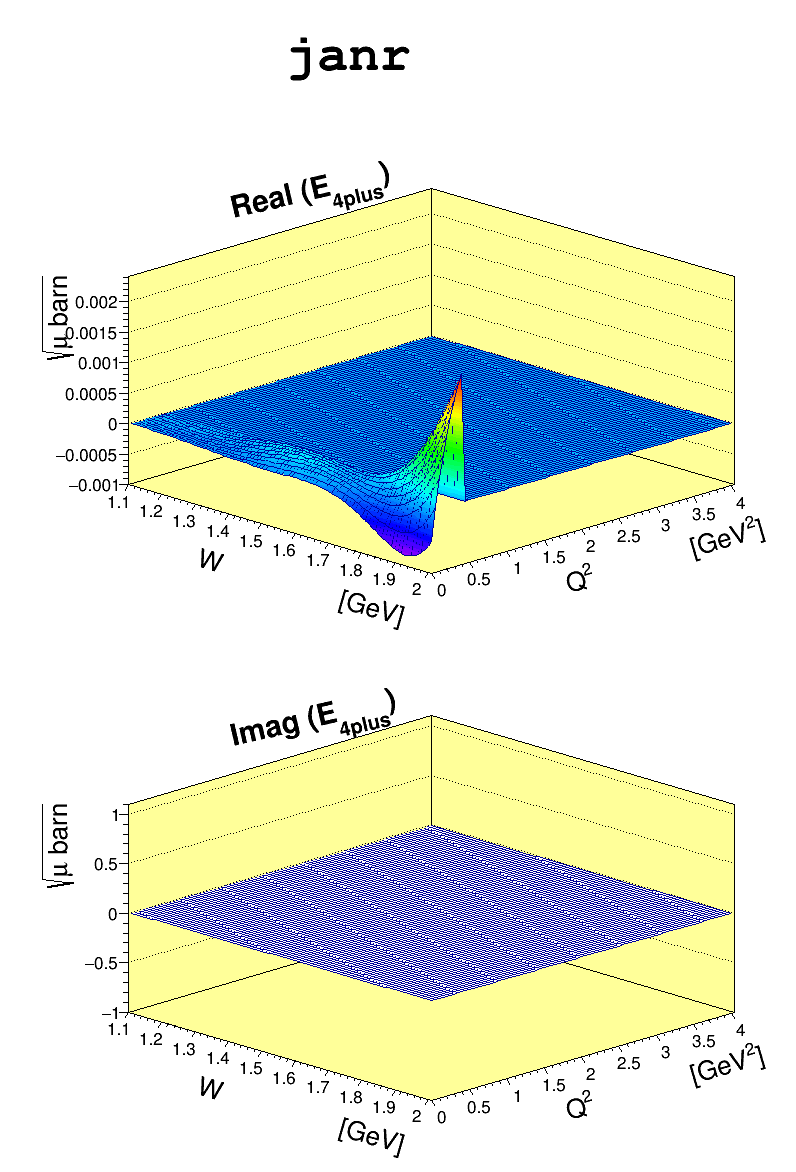 janr
Real (E4plus)
√μ barn
0.002
0.0015
0.001
0.0005
0
−0.0005
−0.001
1.1 1.2 1.3 1.4 1.5 1.6 1.7 1.8 1.9 2
W
[GeV]
0 0.5 1 1.5 2 2.5 3 3.5 4
Q²
[GeV²]
Imag (E4plus)
√μ barn
1
0.5
0
−0.5
−1
1.1 1.2 1.3 1.4 1.5 1.6 1.7 1.8 1.9 2
W
[GeV]
0 0.5 1 1.5 2 2.5 3 3.5 4
Q²
[GeV²]